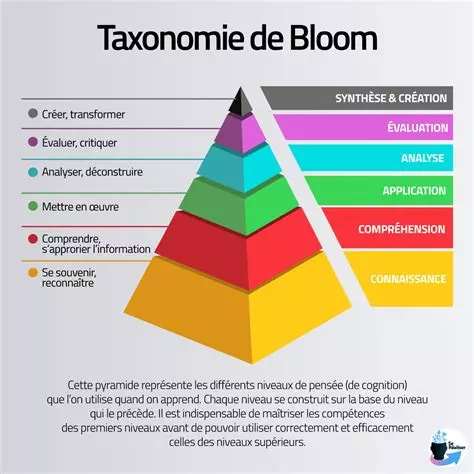 Taxonomie de Bloom
Créer, transformer
Évaluer, critiquer
Analyser, déconstruire
Mettre en œuvre
Comprendre,
s'aproprier l'information
Se souvenir,
reconnaître
SYNTHÈSE & CRÉATION
ÉVALUATION
ANALYSE
APPLICATION
COMPRÉHENSION
CONNAISSANCE
Cette pyramide représente les différents niveaux de pensée (de cognition)
que l'on utilise quand on apprend. Chaque niveau se construit sur la base du niveau
qui le précède. Il est indispensable de maîtriser les compétences
des premiers niveaux avant de pouvoir utiliser correctement et efficacement
celles des niveaux supérieurs.
Se
Réaliser